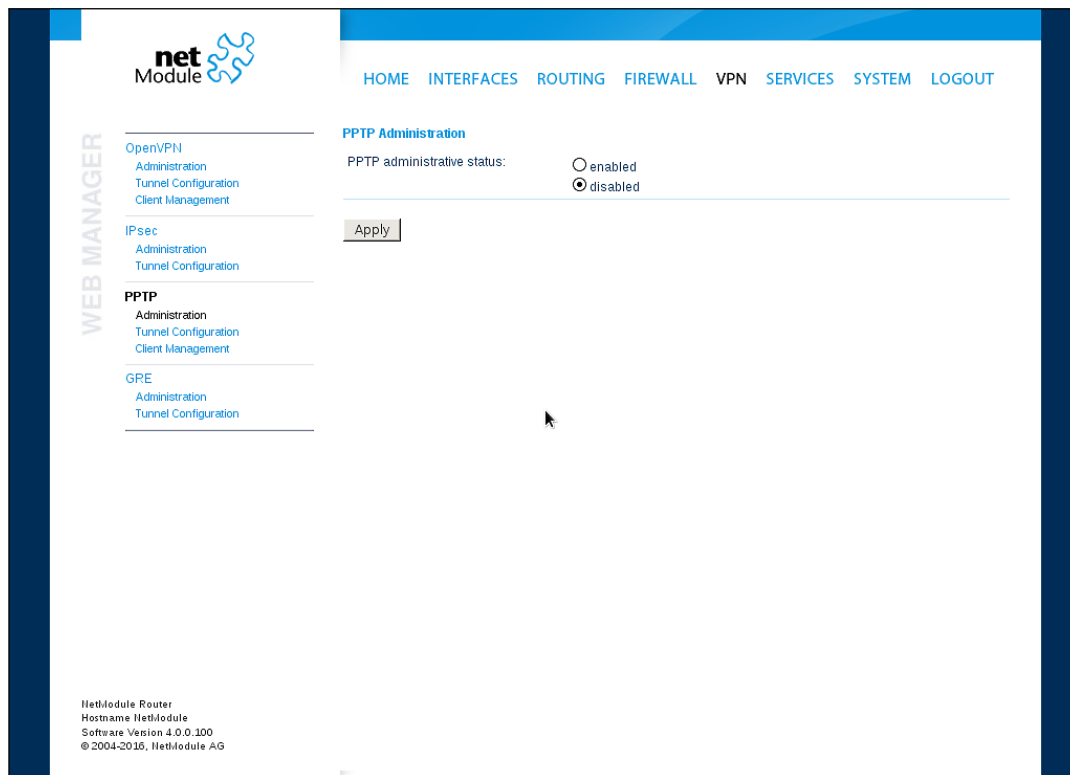 net
Module
HOME INTERFACES ROUTING FIREWALL VPN SERVICES SYSTEM LOGOUT
WEB MANAGER
OpenVPN
Administration
Tunnel Configuration
Client Management
IPsec
Administration
Tunnel Configuration
PPTP
Administration
Tunnel Configuration
Client Management
GRE
Administration
Tunnel Configuration
PPTP Administration
PPTP administrative status:
enabled
disabled
Apply
NetModule Router
Hostname NetModule
Software Version 4.0.0.100
© 2004-2016, NetModule AG